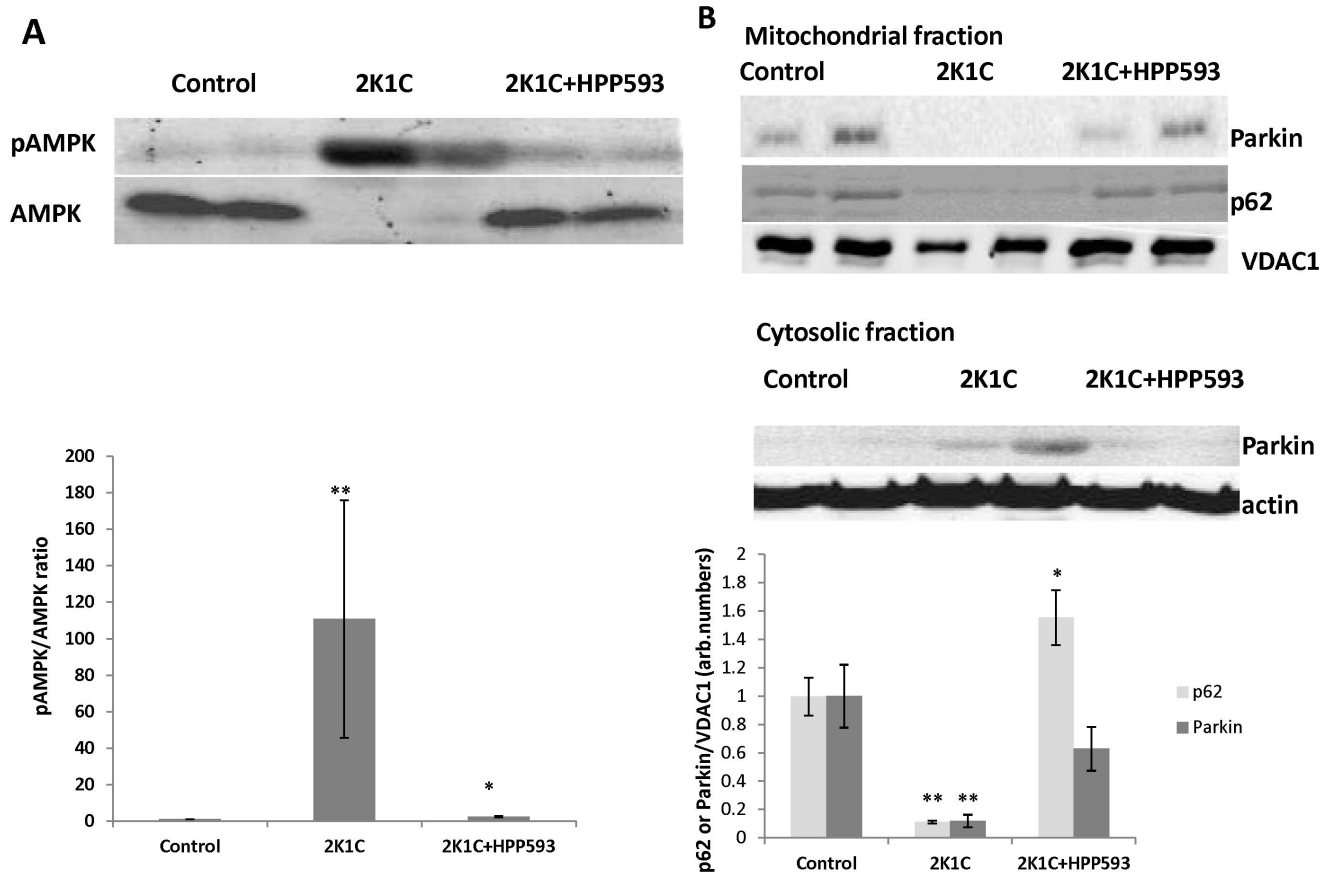 A
Control 2K1C 2K1C+HPP593
pAMPK
AMPK
200
180
160
140
120
100
80
60
40
20
0
pAMPK/AMPK ratio
**
*
Control 2K1C 2K1C+HPP593
B
Mitochondrial fraction
Control 2K1C 2K1C+HPP593
Parkin
p62
VDAC1
Cytosolic fraction
Control 2K1C 2K1C+HPP593
Parkin
actin
2
1.8
1.6
1.4
1.2
1
0.8
0.6
0.4
0.2
0
p62 or Parkin/VDAC1 (arb.numbers)
*
** **
p62
Parkin
Control 2K1C 2K1C+HPP593